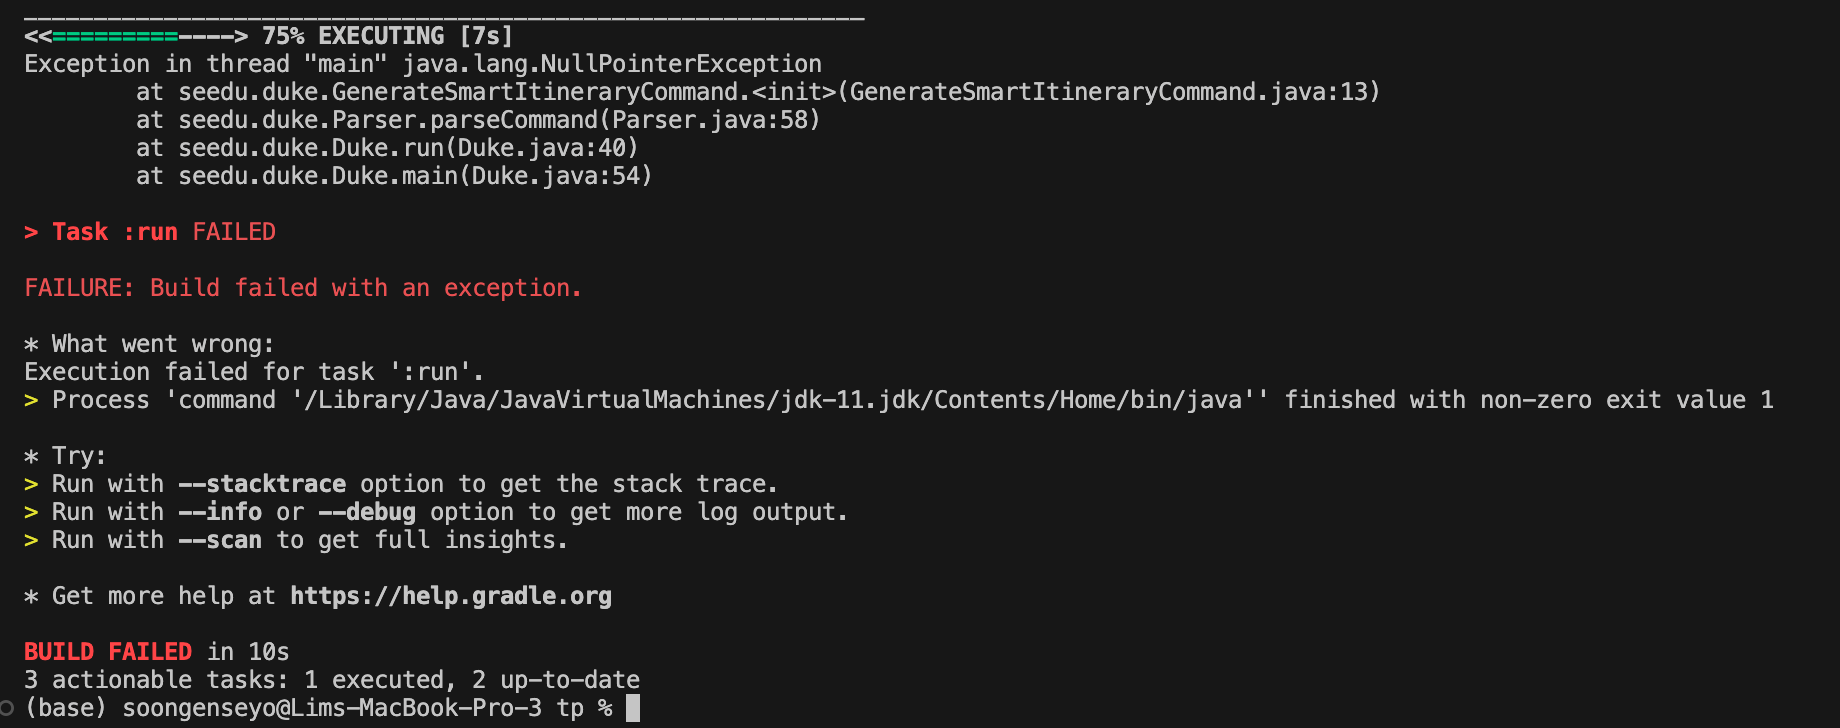 ____________________________________________________________
<<=========----> 75% EXECUTING [7s]
Exception in thread "main" java.lang.NullPointerException
        at seedu.duke.GenerateSmartItineraryCommand.<init>(GenerateSmartItineraryCommand.java:13)
        at seedu.duke.Parser.parseCommand(Parser.java:58)
        at seedu.duke.Duke.run(Duke.java:40)
        at seedu.duke.Duke.main(Duke.java:54)

> Task :run FAILED

FAILURE: Build failed with an exception.

* What went wrong:
Execution failed for task ':run'.
> Process 'command '/Library/Java/JavaVirtualMachines/jdk-11.jdk/Contents/Home/bin/java'' finished with non-zero exit value 1

* Try:
> Run with --stacktrace option to get the stack trace.
> Run with --info or --debug option to get more log output.
> Run with --scan to get full insights.

* Get more help at https://help.gradle.org

BUILD FAILED in 10s
3 actionable tasks: 1 executed, 2 up-to-date
(base) soongenseyo@Lims-MacBook-Pro-3 tp %